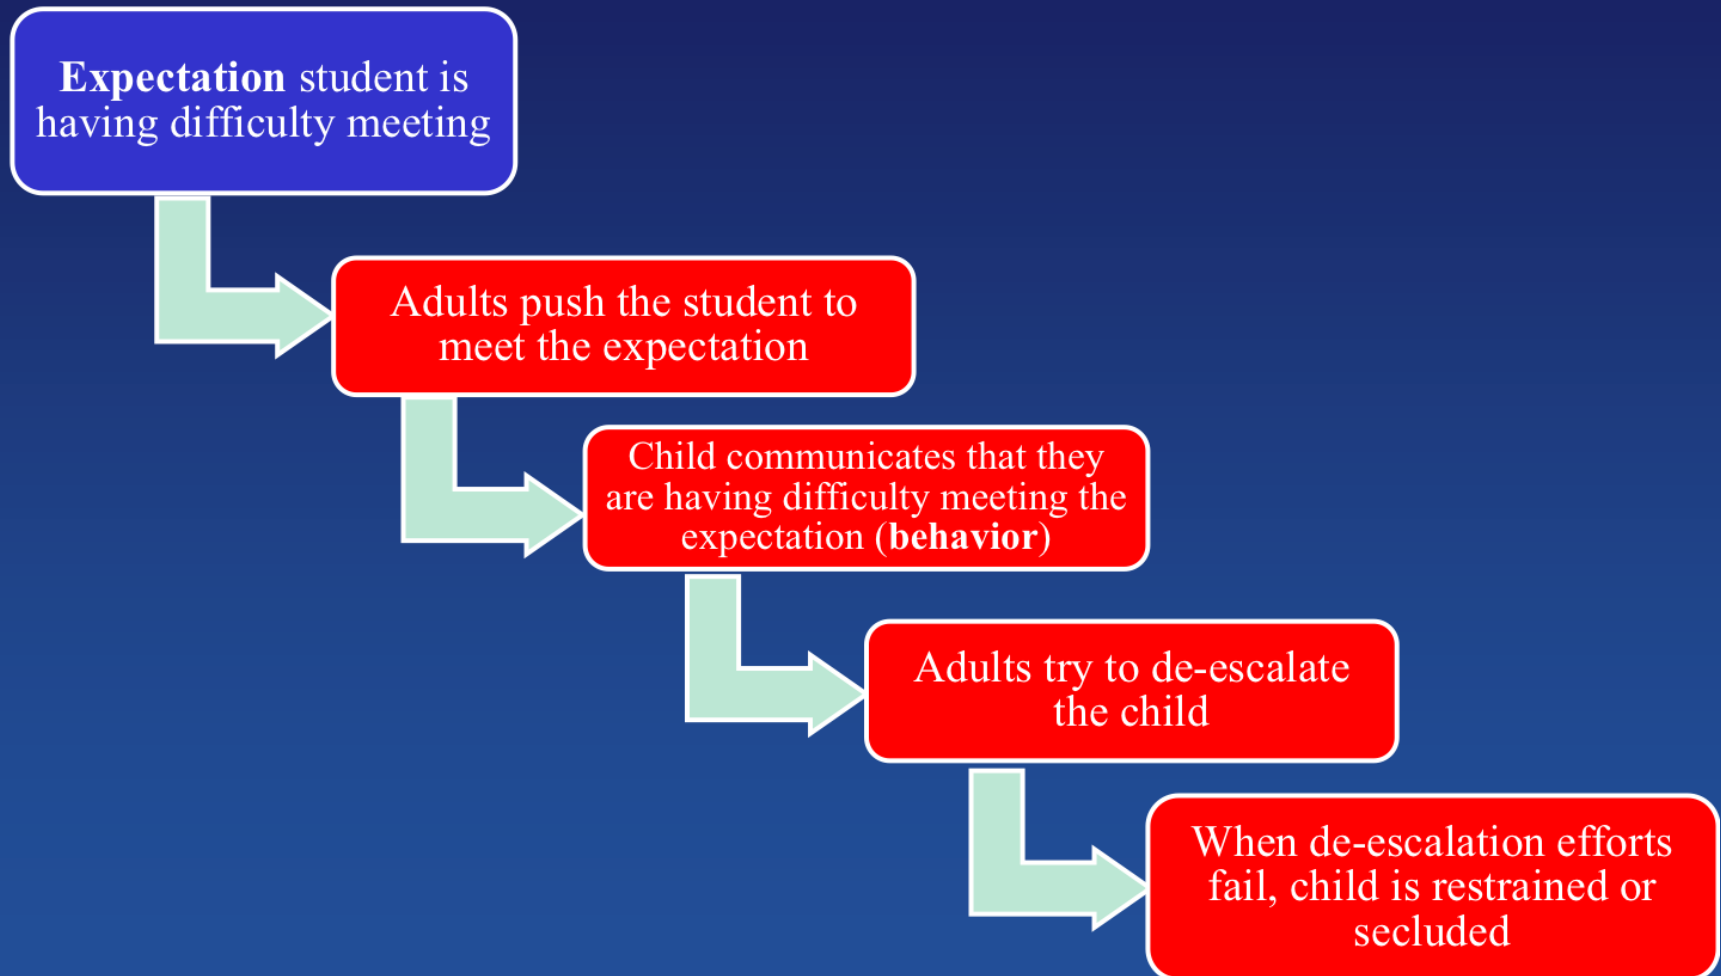 Expectation student is
having difficulty meeting
Adults push the student to
meet the expectation
Child communicates that they
are having difficulty meeting the
expectation (behavior)
Adults try to de-escalate
the child
When de-escalation efforts
fail, child is restrained or
secluded